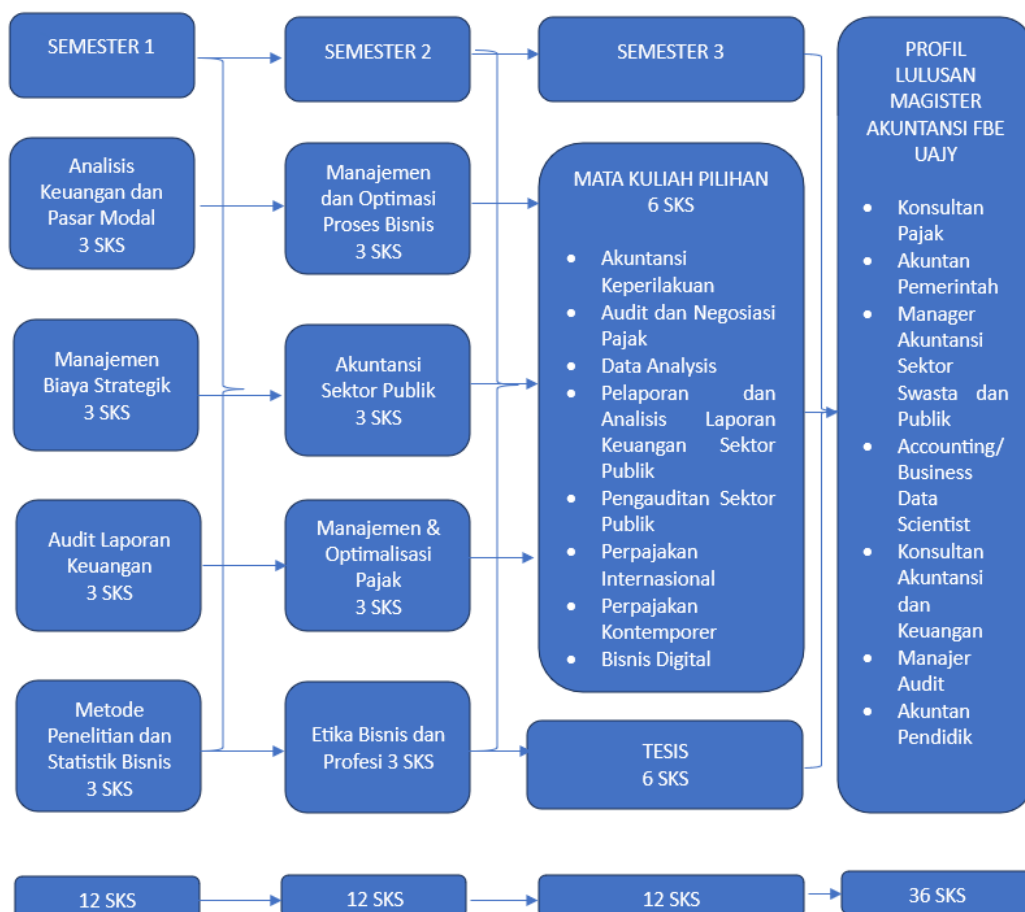 SEMESTER 1
Analisis
Keuangan dan
Pasar Modal
3 SKS
Manajemen
Biaya Strategik
3 SKS
Audit Laporan
Keuangan
3 SKS
Metode
Penelitian dan
Statistik Bisnis
3 SKS
12 SKS
SEMESTER 2
Manajemen
dan Optimasi
Proses Bisnis
3 SKS
Akuntansi
Sektor Publik
3 SKS
Manajemen &
Optimalisasi
Pajak
3 SKS
Etika Bisnis dan
Profesi 3 SKS
12 SKS
SEMESTER 3
MATA KULIAH PILIHAN
6 SKS
• Akuntansi
Keperilakuan
• Audit dan Negosiasi
Pajak
• Data Analysis
• Pelaporan dan
Analisis Laporan
Keuangan Sektor
Publik
• Pengauditan Sektor
Publik
• Perpajakan
Internasional
• Perpajakan
Kontemporer
• Bisnis Digital
TESIS
6 SKS
12 SKS
PROFIL
LULUSAN
MAGISTER
AKUNTANSI FBE
UAJY
• Konsultan
Pajak
• Akuntan
Pemerintah
• Manager
Akuntansi
Sektor
Swasta dan
Publik
• Accounting/
Business
Data
Scientist
• Konsultan
Akuntansi
dan
Keuangan
• Manajer
Audit
• Akuntan
Pendidik
36 SKS